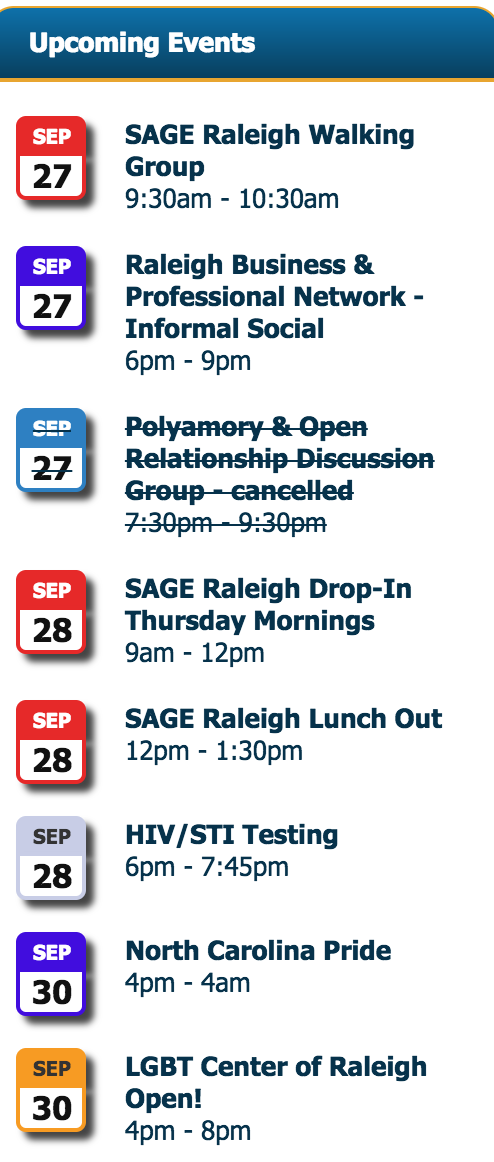 Upcoming Events
SEP
27
SAGE Raleigh Walking
Group
9:30am - 10:30am
SEP
27
Raleigh Business &
Professional Network -
Informal Social
6pm - 9pm
SEP
27
Polyamory & Open
Relationship Discussion
Group - cancelled
7:30pm - 9:30pm
SEP
28
SAGE Raleigh Drop-In
Thursday Mornings
9am - 12pm
SEP
28
SAGE Raleigh Lunch Out
12pm - 1:30pm
SEP
28
HIV/STI Testing
6pm - 7:45pm
SEP
30
North Carolina Pride
4pm - 4am
SEP
30
LGBT Center of Raleigh
Open!
4pm - 8pm